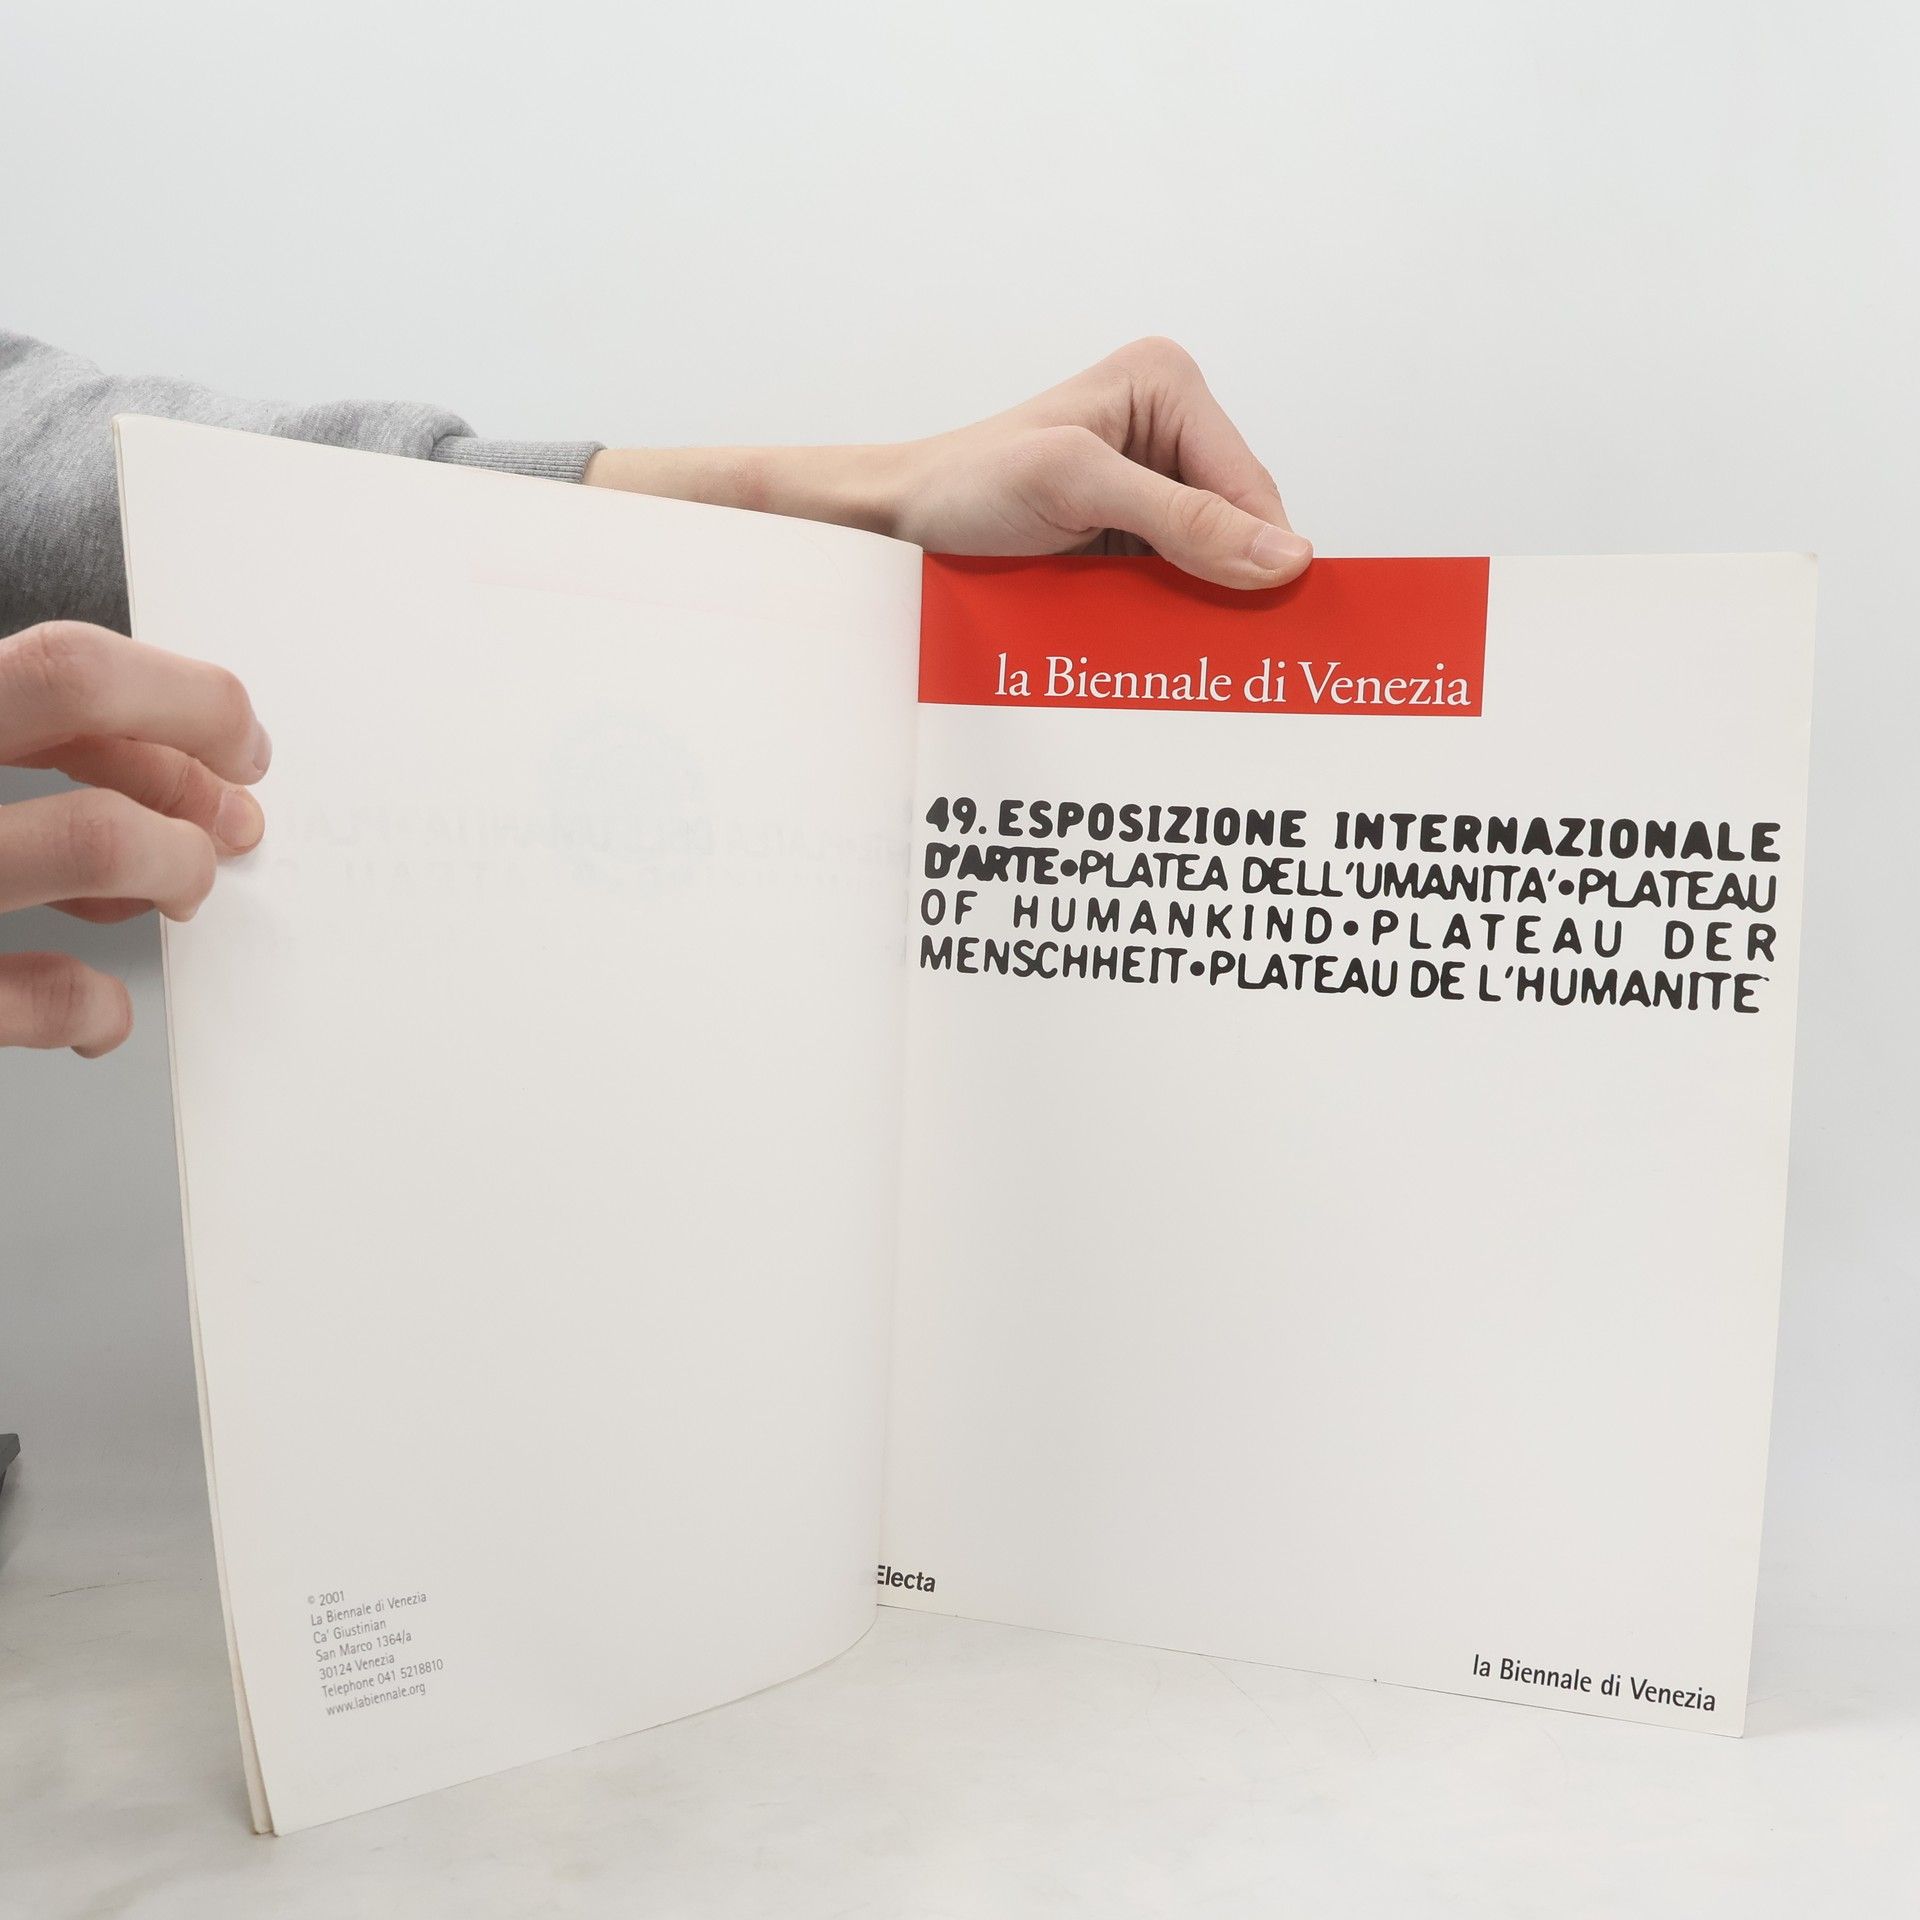 © 2001
La Biennale di Venezia
Ca' Giustinian
San Marco 1364/a
30124 Venezia
Telephone 041 5218810
www.labiennale.org
la Biennale di Venezia
49. ESPOSIZIONE INTERNAZIONALE
D'ARTE•PLATEA DELL'UMANITA'•PLATEAU
OF HUMANKIND•PLATEAU DER
MENSCHHEIT•PLATEAU DE L'HUMANITE`
Electa
la Biennale di Venezia